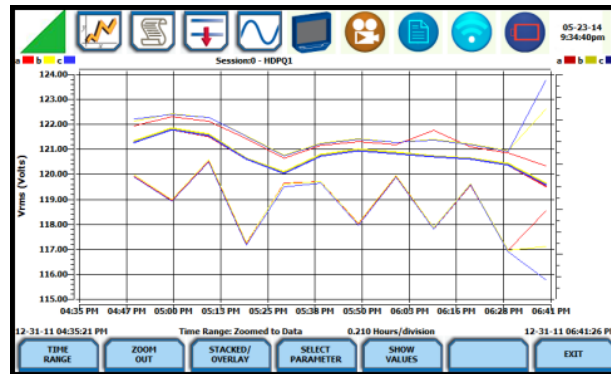 05-23-14
9:34:40pm
Session:0 - HDPQ1
a b c
a b c
124.00
123.00
122.00
121.00
120.00
119.00
118.00
117.00
116.00
115.00
Vrms (Volts)
04:35 PM 04:47 PM 05:00 PM 05:13 PM 05:25 PM 05:38 PM 05:50 PM 06:03 PM 06:16 PM 06:28 PM 06:41 PM
12-31-11 04:35:21 PM Time Range: Zoomed to Data 0.210 Hours/division 12-31-11 06:41:26 PM
TIME RANGE
ZOOM OUT
STACKED/ OVERLAY
SELECT PARAMETER
SHOW VALUES
EXIT